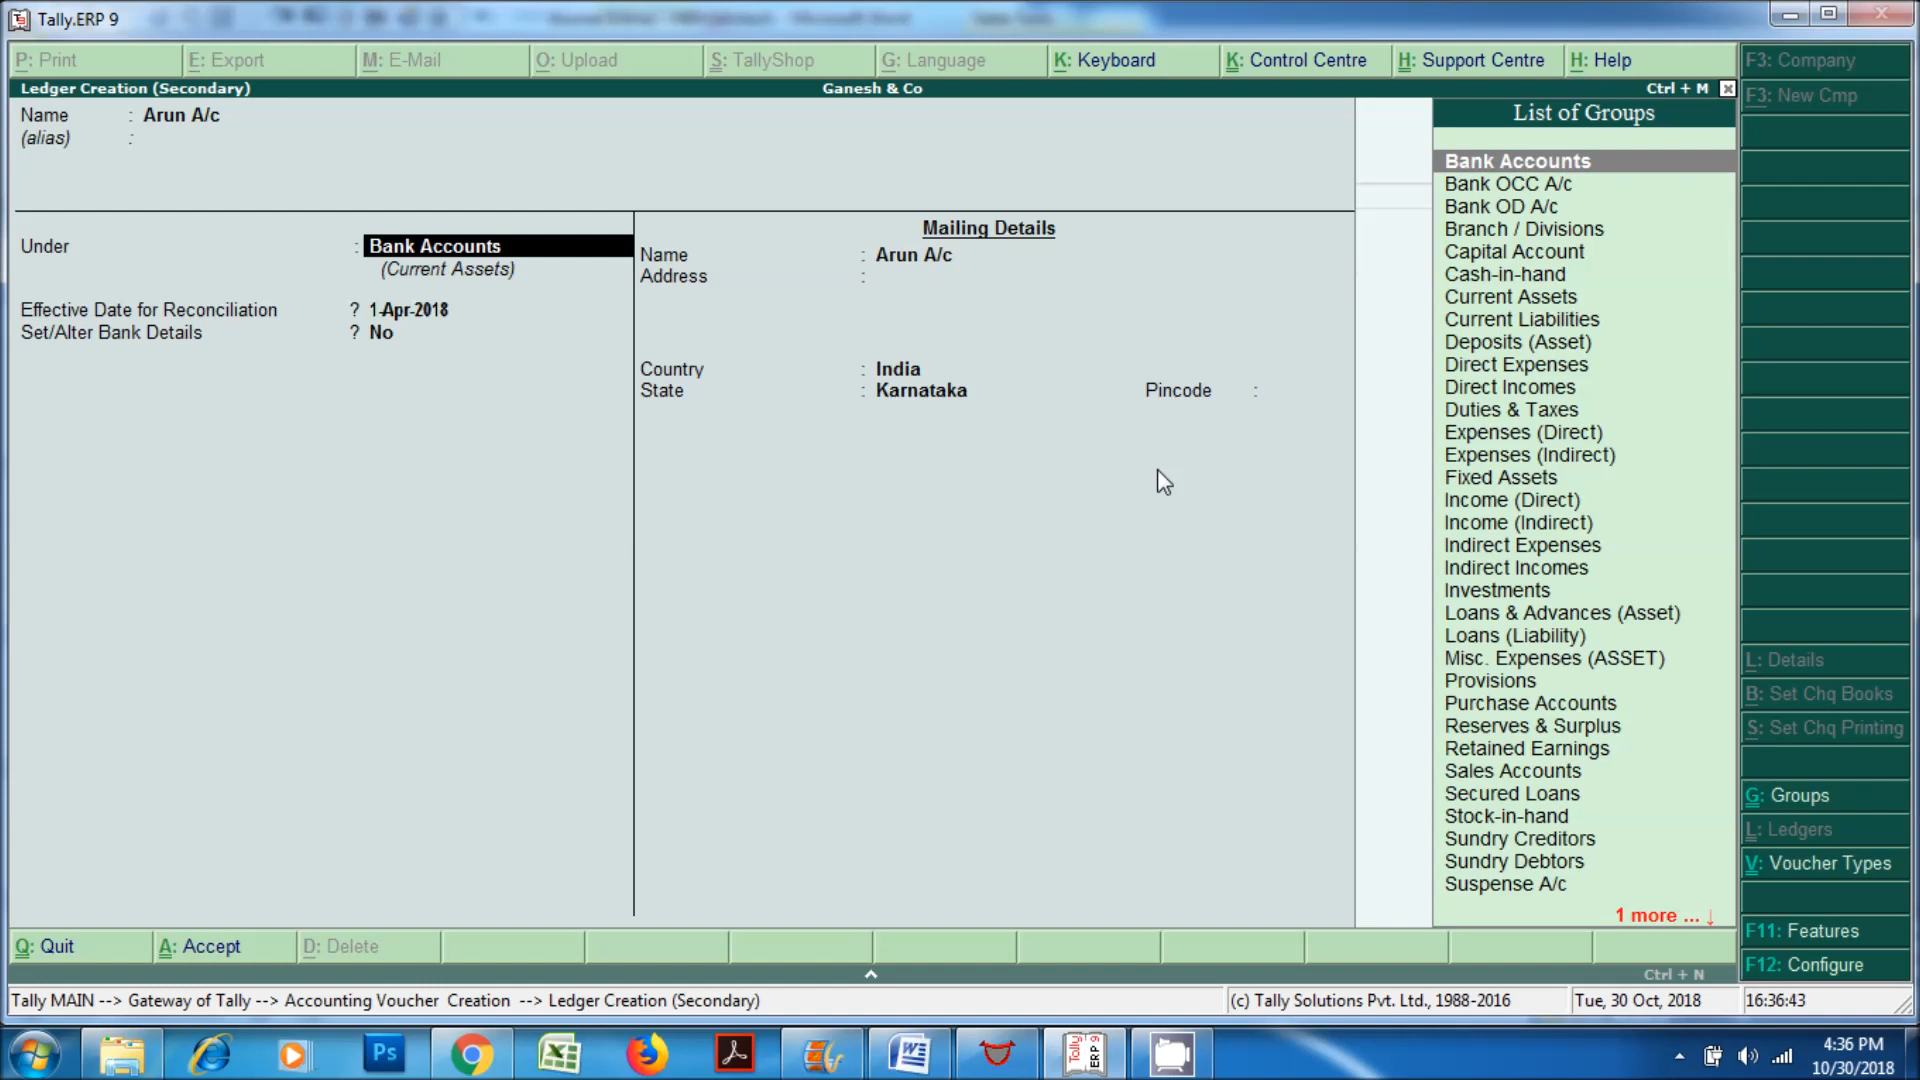 Tally.ERP 9
P: Print E: Export M: E-Mail O: Upload S: TallyShop G: Language K: Keyboard K: Control Centre H: Support Centre H: Help
Ledger Creation (Secondary) Ganesh & Co Ctrl + M
Name : Arun A/c
(alias) :
Under : Bank Accounts
(Current Assets)
Effective Date for Reconciliation ? 1-Apr-2018
Set/Alter Bank Details ? No
Mailing Details
Name : Arun A/c
Address :
Country : India
State : Karnataka Pincode :
List of Groups
Bank Accounts
Bank OCC A/c
Bank OD A/c
Branch / Divisions
Capital Account
Cash-in-hand
Current Assets
Current Liabilities
Deposits (Asset)
Direct Expenses
Direct Incomes
Duties & Taxes
Expenses (Direct)
Expenses (Indirect)
Fixed Assets
Income (Direct)
Income (Indirect)
Indirect Expenses
Indirect Incomes
Investments
Loans & Advances (Asset)
Loans (Liability)
Misc. Expenses (ASSET)
Provisions
Purchase Accounts
Reserves & Surplus
Retained Earnings
Sales Accounts
Secured Loans
Stock-in-hand
Sundry Creditors
Sundry Debtors
Suspense A/c
1 more ... ↓
F3: Company
F3: New Cmp
L: Details
B: Set Chq Books
S: Set Chq Printing
G: Groups
L: Ledgers
V: Voucher Types
F11: Features
F12: Configure
Q: Quit A: Accept D: Delete
Ctrl + N
Tally MAIN --> Gateway of Tally --> Accounting Voucher Creation --> Ledger Creation (Secondary) (c) Tally Solutions Pvt. Ltd., 1988-2016 Tue, 30 Oct, 2018 16:36:43
Ps
Tally ERP 9
4:36 PM
10/30/2018